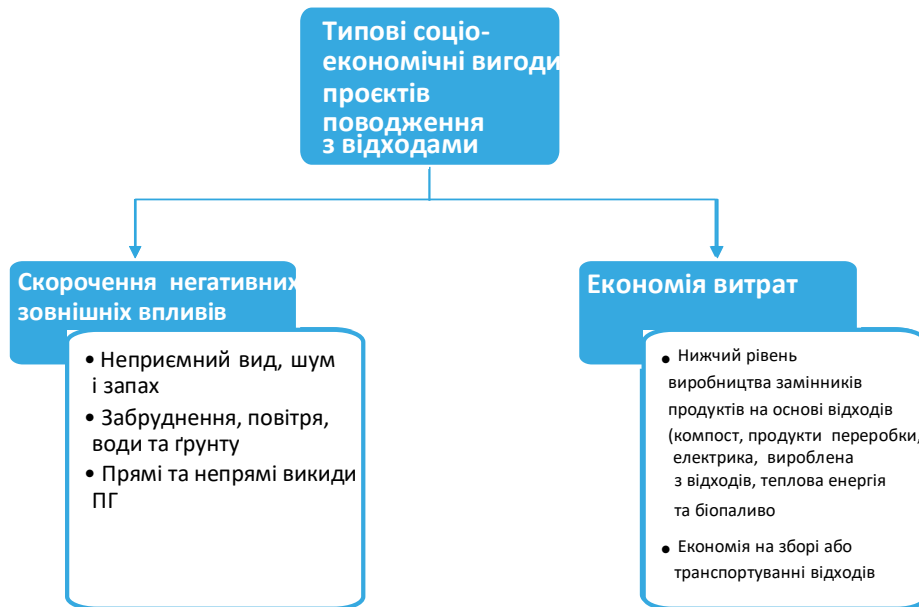 Типові соціо-
економічні вигоди
проєктів
поводження
з відходами
Скорочення негативних
зовнішніх впливів
• Неприємний вид, шум
і запах
• Забруднення, повітря,
води та ґрунту
• Прямі та непрямі викиди
ПГ
Економія витрат
• Нижчий рівень
виробництва замінників
продуктів на основі відходів
(компост, продукти переробки,
електрика, вироблена
з відходів, теплова енергія
та біопаливо
• Економія на зборі або
транспортуванні відходів